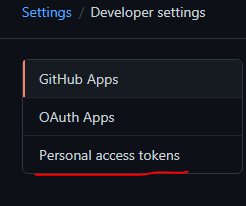 Settings / Developer settings
GitHub Apps
OAuth Apps
Personal access tokens